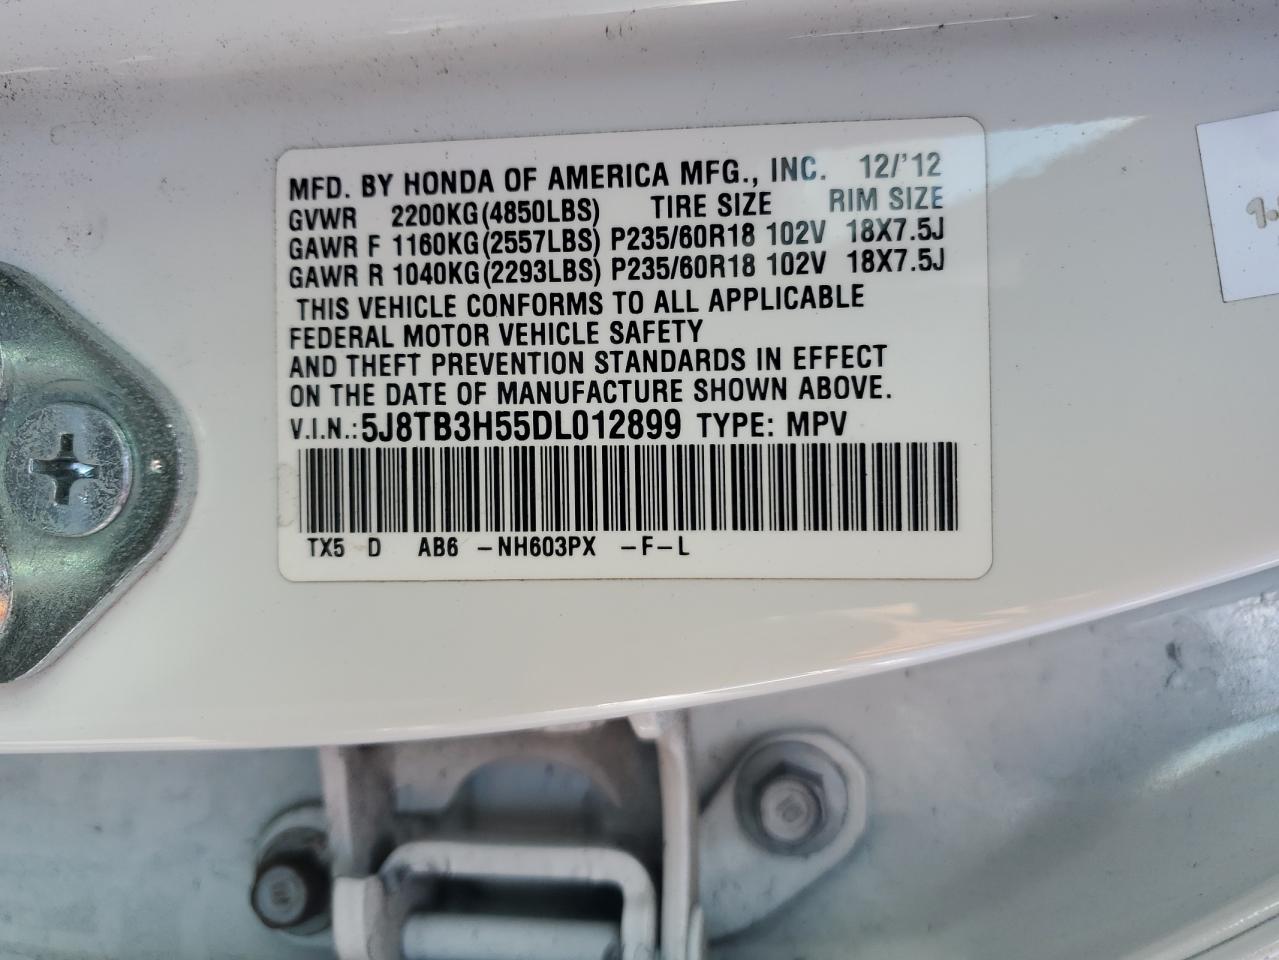 MFD. BY HONDA OF AMERICA MFG., INC. 12/'12
GVWR 2200KG(4850LBS) TIRE SIZE RIM SIZE
GAWR F 1160KG(2557LBS) P235/60R18 102V 18X7.5J
GAWR R 1040KG(2293LBS) P235/60R18 102V 18X7.5J
THIS VEHICLE CONFORMS TO ALL APPLICABLE
FEDERAL MOTOR VEHICLE SAFETY
AND THEFT PREVENTION STANDARDS IN EFFECT
ON THE DATE OF MANUFACTURE SHOWN ABOVE.
V.I.N.:5J8TB3H55DL012899 TYPE: MPV
TX5 D AB6 -NH603PX -F-L